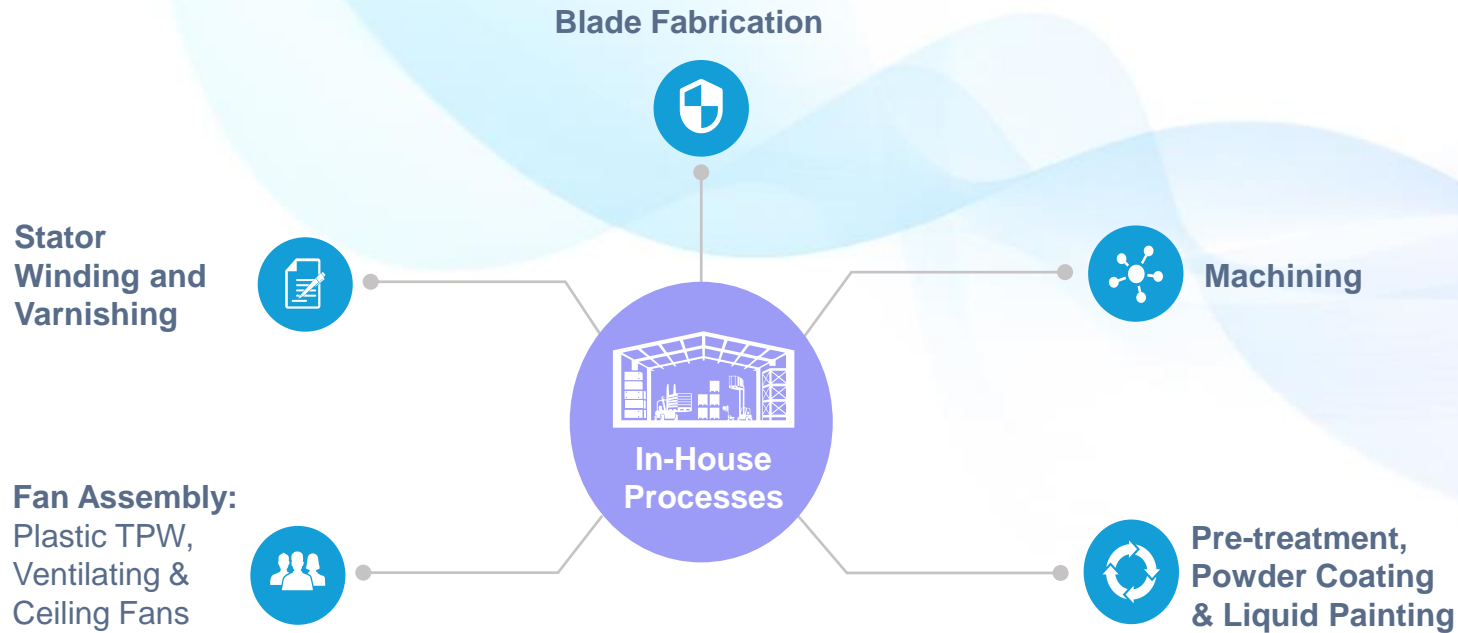 Blade Fabrication
Stator
Winding and
Varnishing
Machining
In-House
Processes
Fan Assembly:
Plastic TPW,
Ventilating &
Ceiling Fans
Pre-treatment,
Powder Coating
& Liquid Painting